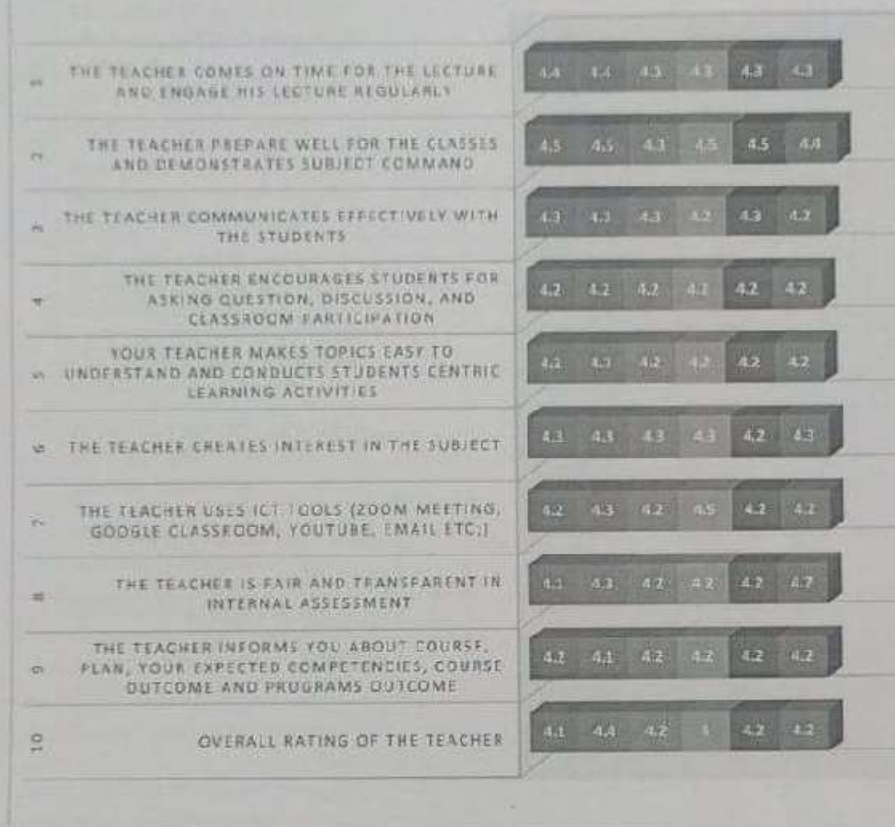 1 THE TEACHER COMES ON TIME FOR THE LECTURE
AND ENGAGE HIS LECTURE REGULARLY
4.4 4.4 4.3 4.3 4.3 4.3
2 THE TEACHER PREPARE WELL FOR THE CLASSES
AND DEMONSTRATES SUBJECT COMMAND
4.5 4.5 4.3 4.5 4.5 4.4
3 THE TEACHER COMMUNICATES EFFECTIVELY WITH
THE STUDENTS
4.3 4.3 4.3 4.2 4.3 4.2
4 THE TEACHER ENCOURAGES STUDENTS FOR
ASKING QUESTION, DISCUSSION, AND
CLASSROOM PARTICIPATION
4.2 4.2 4.2 4.2 4.2 4.2
5 YOUR TEACHER MAKES TOPICS EASY TO
UNDERSTAND AND CONDUCTS STUDENTS CENTRIC
LEARNING ACTIVITIES
4.2 4.3 4.2 4.2 4.2 4.2
6 THE TEACHER CREATES INTEREST IN THE SUBJECT
4.3 4.3 4.3 4.3 4.2 4.3
7 THE TEACHER USES ICT TOOLS (ZOOM MEETING,
GOOGLE CLASSROOM, YOUTUBE, EMAIL ETC;)
4.2 4.3 4.2 4.5 4.2 4.2
8 THE TEACHER IS FAIR AND TRANSPARENT IN
INTERNAL ASSESSMENT
4.3 4.2 4.2 4.2
9 THE TEACHER INFORMS YOU ABOUT COURSE,
PLAN, YOUR EXPECTED COMPETENCIES, COURSE
OUTCOME AND PROGRAMS OUTCOME
4.2 4.1 4.2 4.2 4.2 4.2
10 OVERALL RATING OF THE TEACHER
4.1 4.4 4.2 4.2 4.2